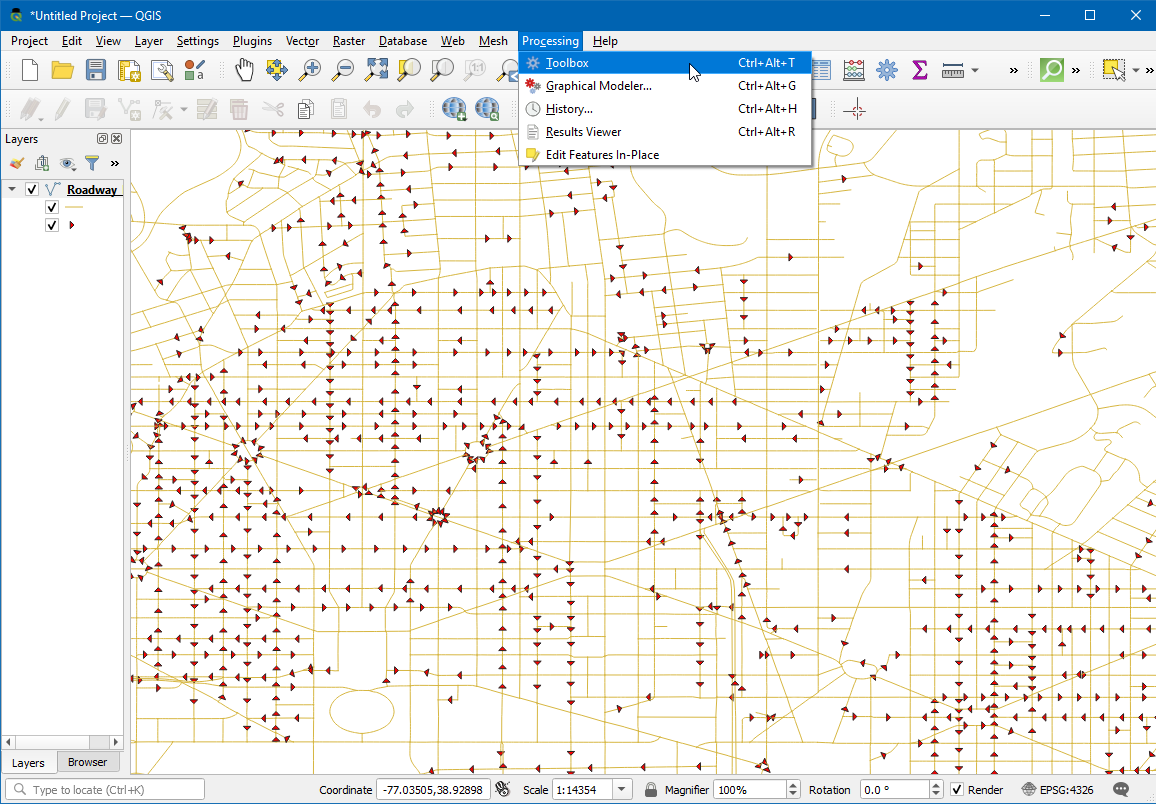 *Untitled Project — QGIS
Project Edit View Layer Settings Plugins Vector Raster Database Web Mesh Processing Help
Toolbox Ctrl+Alt+T
Graphical Modeler... Ctrl+Alt+G
History... Ctrl+Alt+H
Results Viewer Ctrl+Alt+R
Edit Features In-Place
1:1
»
»
»
Layers
»
Roadway
Layers Browser
Type to locate (Ctrl+K) Coordinate -77.03505,38.92898 Scale 1:14354 Magnifier 100% Rotation 0.0 ° Render EPSG:4326